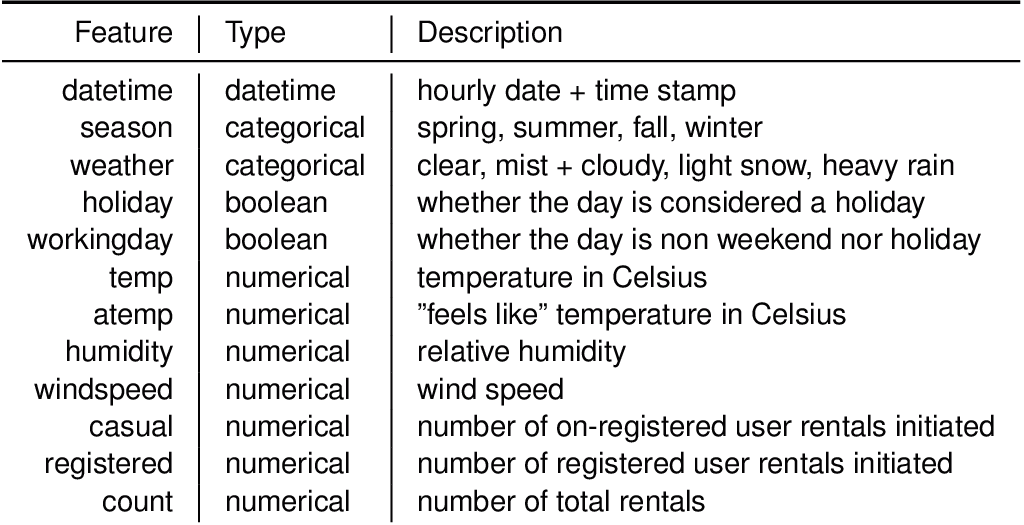 Feature Type Description
datetime datetime hourly date + time stamp
season categorical spring, summer, fall, winter
weather categorical clear, mist + cloudy, light snow, heavy rain
holiday boolean whether the day is considered a holiday
workingday boolean whether the day is non weekend nor holiday
temp numerical temperature in Celsius
atemp numerical ”feels like” temperature in Celsius
humidity numerical relative humidity
windspeed numerical wind speed
casual numerical number of on-registered user rentals initiated
registered numerical number of registered user rentals initiated
count numerical number of total rentals